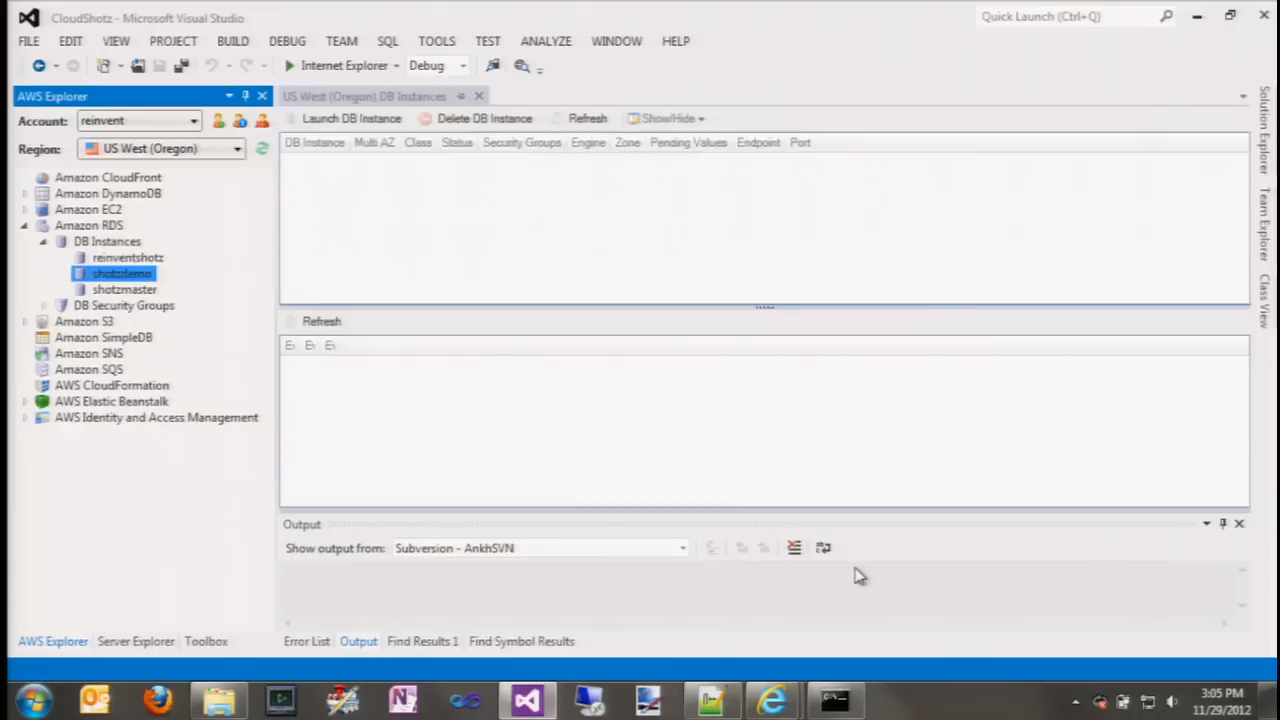 CloudShotz - Microsoft Visual Studio
Quick Launch (Ctrl+Q)
FILE EDIT VIEW PROJECT BUILD DEBUG TEAM SQL TOOLS TEST ANALYZE WINDOW HELP
Internet Explorer Debug
AWS Explorer
US West (Oregon) DB Instances
Account: reinvent
Launch DB Instance Delete DB Instance Refresh Show/Hide
Region: US West (Oregon)
DB Instance Multi AZ Class Status Security Groups Engine Zone Pending Values Endpoint Port
Amazon CloudFront
Amazon DynamoDB
Amazon EC2
Amazon RDS
DB Instances
reinventshotz
shotzdemo
shotzmaster
DB Security Groups
Amazon S3
Amazon SimpleDB
Amazon SNS
Amazon SQS
AWS CloudFormation
AWS Elastic Beanstalk
AWS Identity and Access Management
Refresh
Output
Show output from: Subversion - AnkhSVN
AWS Explorer Server Explorer Toolbox
Error List Output Find Results 1 Find Symbol Results
Solution Explorer
Team Explorer
Class View
3:05 PM
11/29/2012